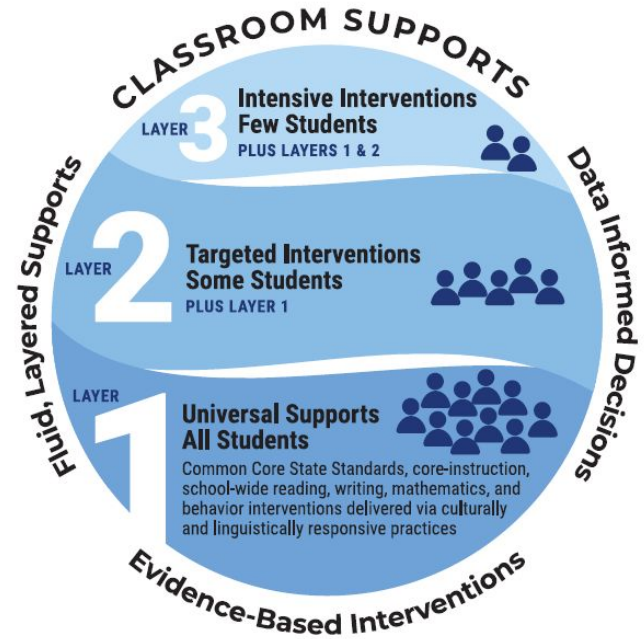 CLASSROOM SUPPORTS
LAYER 3
Intensive Interventions
Few Students
PLUS LAYERS 1 & 2
Fluid, Layered Supports
Data Informed Decisions
LAYER 2
Targeted Interventions
Some Students
PLUS LAYER 1
LAYER 1
Universal Supports
All Students
Common Core State Standards, core-instruction,
school-wide reading, writing, mathematics, and
behavior interventions delivered via culturally
and linguistically responsive practices
Evidence-Based Interventions